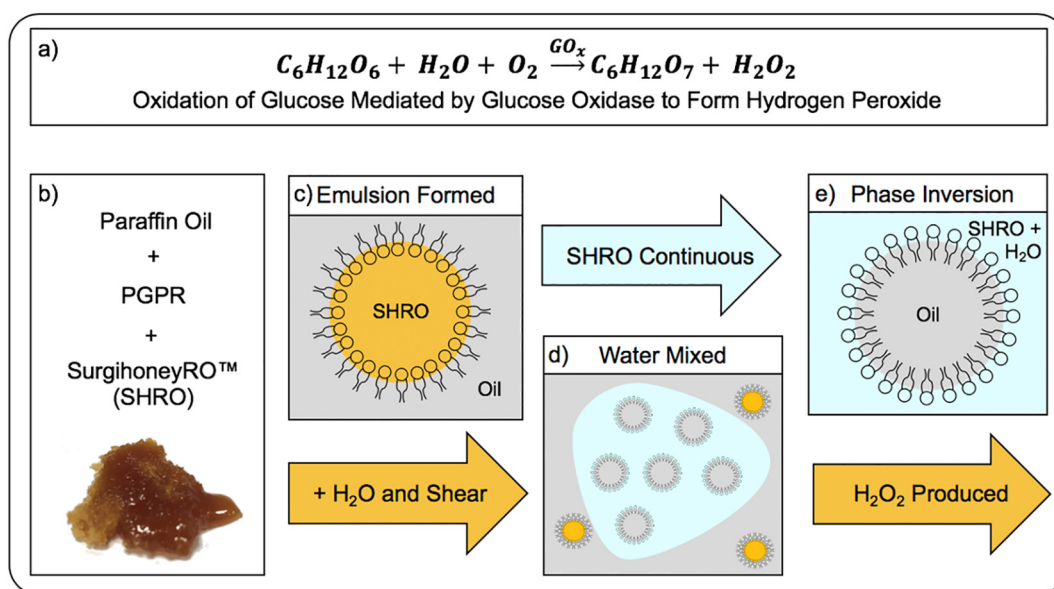 a)
C₆H₁₂O₆ + H₂O + O₂ GOₓ⟶ C₆H₁₂O₇ + H₂O₂
Oxidation of Glucose Mediated by Glucose Oxidase to Form Hydrogen Peroxide
b)
Paraffin Oil
+
PGPR
+
SurgihoneyRO™
(SHRO)
c) Emulsion Formed
SHRO
Oil
+ H₂O and Shear
SHRO Continuous
d) Water Mixed
e) Phase Inversion
SHRO +
H₂O
Oil
H₂O₂ Produced